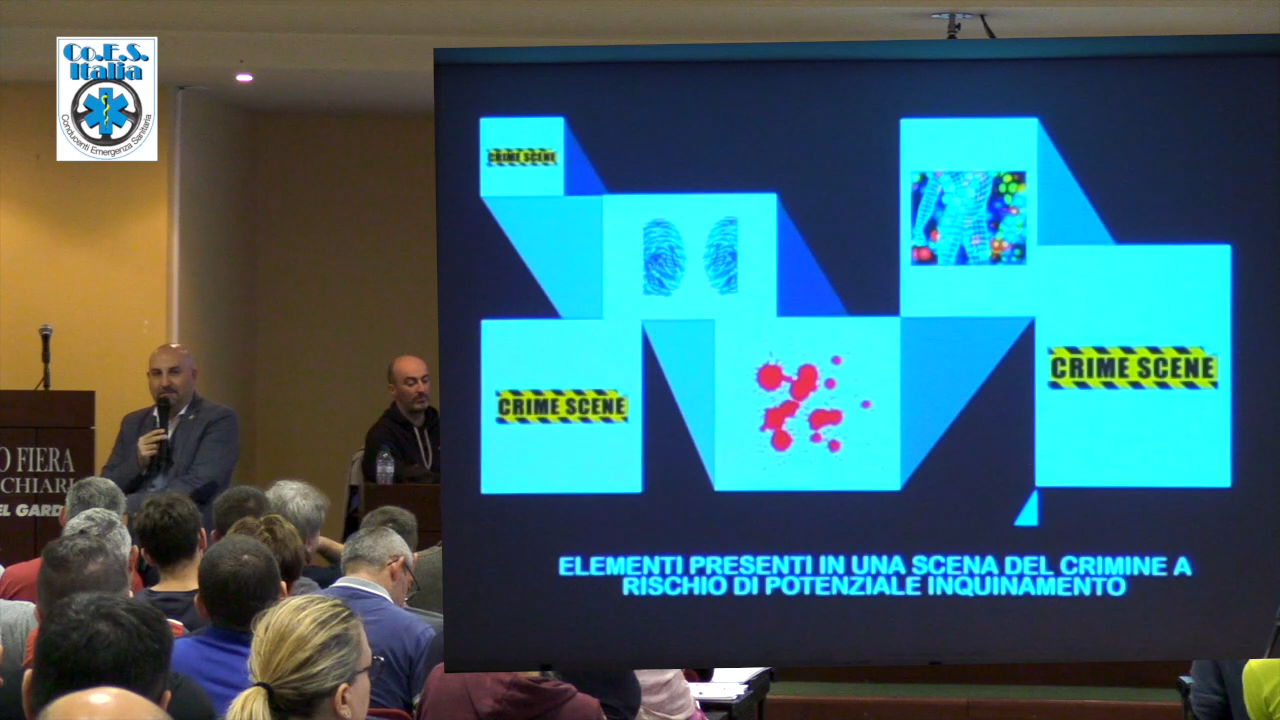 Co.E.S.
Italia
Conducenti Emergenza Sanitaria
CRIME SCENE
CRIME SCENE
CRIME SCENE
ELEMENTI PRESENTI IN UNA SCENA DEL CRIMINE A
RISCHIO DI POTENZIALE INQUINAMENTO
O FIERA
CHIARI
EL GARD